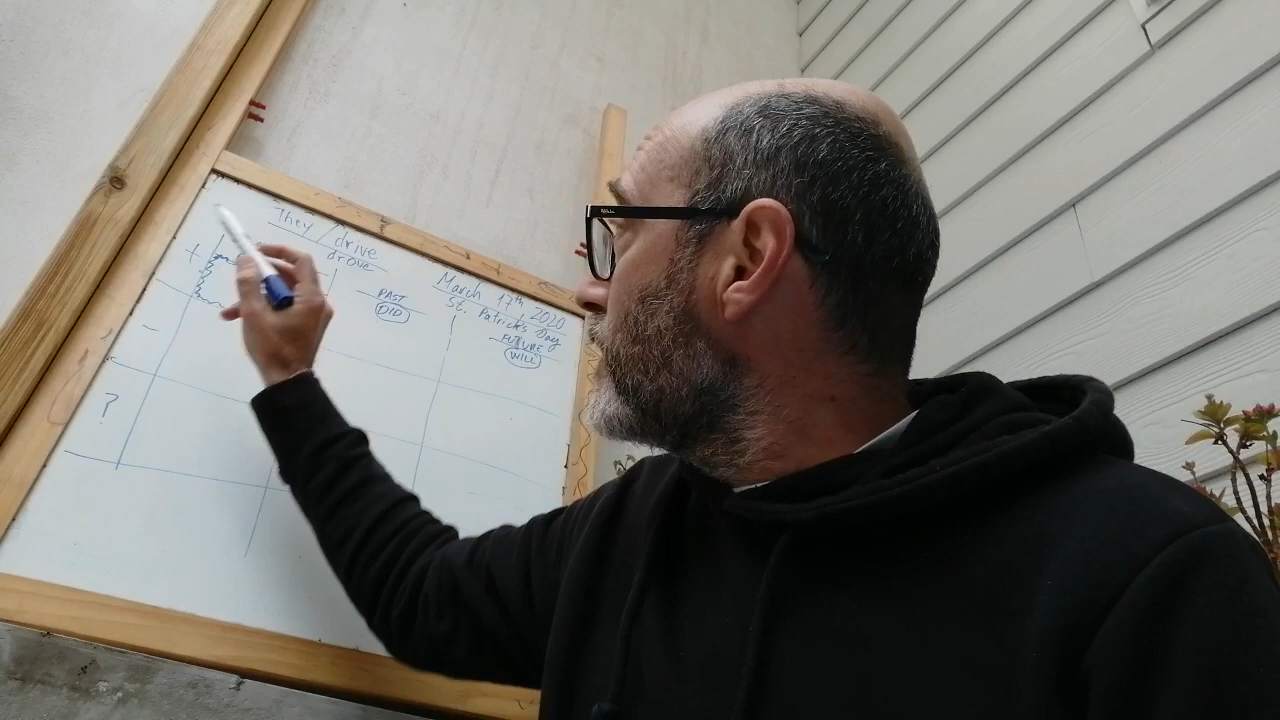 They / drive
drove
March 17th, 2020
St. Patrick's Day
PAST
DID
FUTURE
WILL
+
-
?